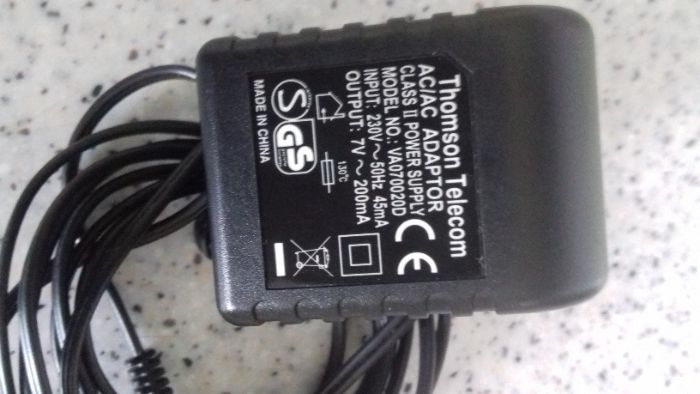 Thomson Telecom
AC/AC ADAPTOR
CLASS II POWER SUPPLY
MODEL NO.: VA070020D
INPUT: 230V～50Hz 45mA
OUTPUT: 7V ～ 200mA
CE
130°C
S
GS
MADE IN CHINA